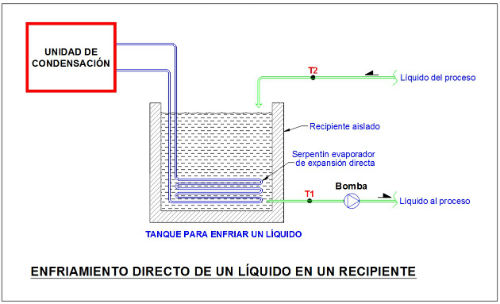 UNIDAD DE
CONDENSACIÓN
T2
Líquido del proceso
Recipiente aislado
Serpentín evaporador
de expansión directa
Bomba
T1
Líquido al proceso
TANQUE PARA ENFRIAR UN LÍQUIDO
ENFRIAMIENTO DIRECTO DE UN LÍQUIDO EN UN RECIPIENTE